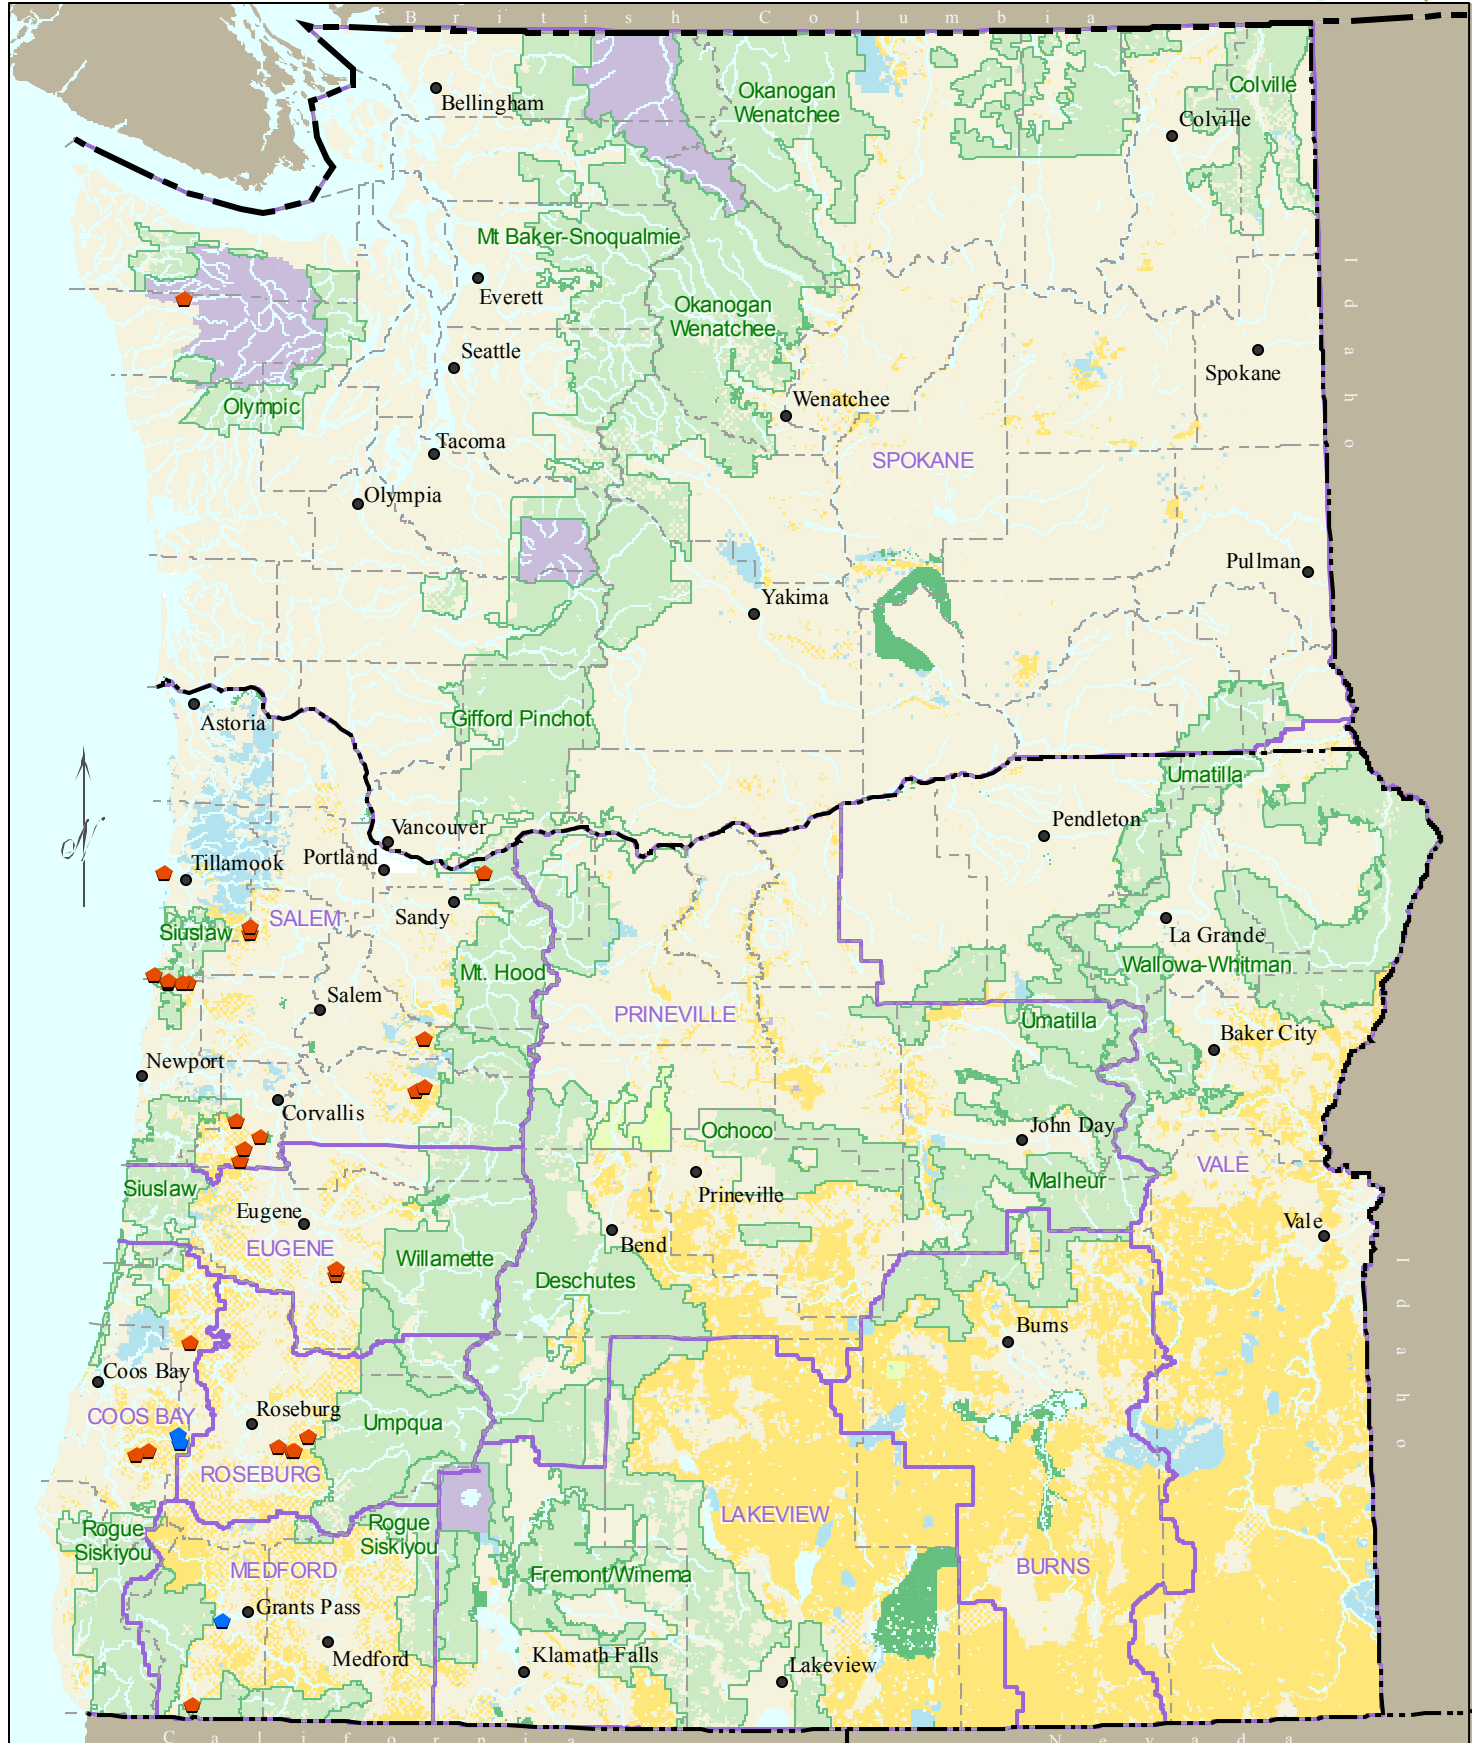 British Columbia
Bellingham
Okanogan
Wenatchee
Colville
Colville
Mt Baker-Snoqualmie
Everett
Okanogan
Wenatchee
Idaho
Seattle
Spokane
Olympic
Wenatchee
Tacoma
SPOKANE
Olympia
Pullman
Yakima
Astoria
Gifford Pinchot
Umatilla
Vancouver
Pendleton
Portland
Tillamook
N
Sandy
SALEM
Siuslaw
La Grande
Wallowa-Whitman
Mt. Hood
Salem
PRINEVILLE
Umatilla
Baker City
Newport
Corvallis
Ochoco
John Day
VALE
Siuslaw
Prineville
Malheur
Eugene
Vale
EUGENE
Bend
Willamette
Deschutes
Idaho
Burns
Coos Bay
COOS BAY
Roseburg
Umpqua
ROSEBURG
LAKEVIEW
Rogue
Siskiyou
Rogue
Siskiyou
MEDFORD
Fremont/Winema
BURNS
Grants Pass
Medford
Klamath Falls
Lakeview
California
Nevada